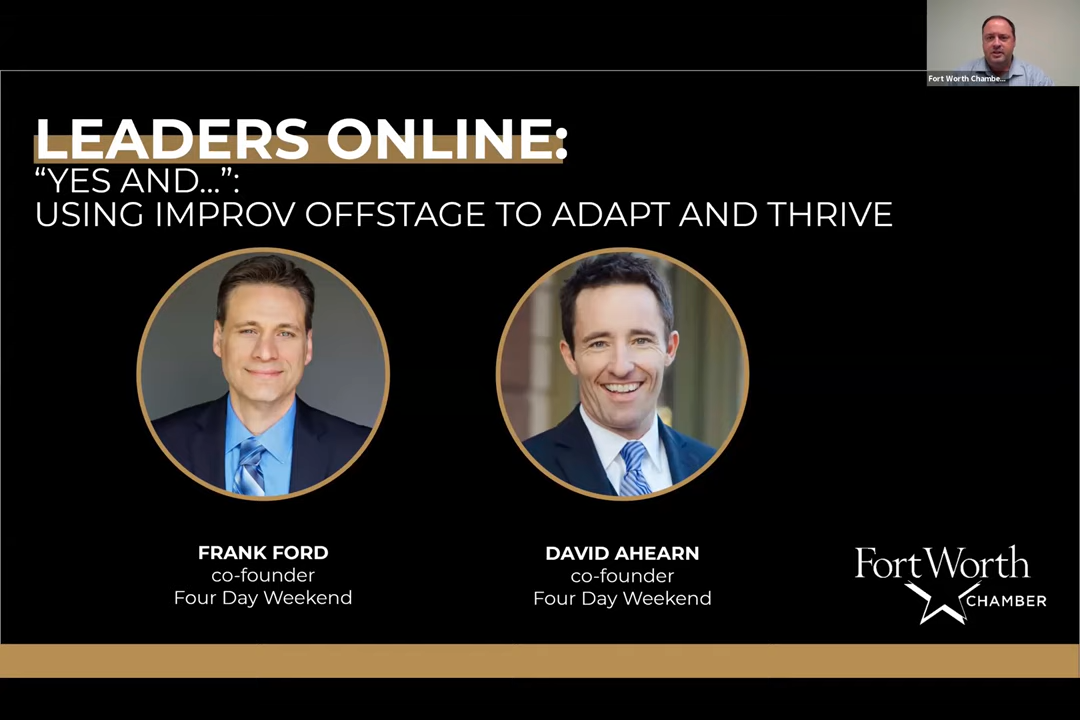 Fort Worth Chambe...
LEADERS ONLINE:
“YES AND...”:
USING IMPROV OFFSTAGE TO ADAPT AND THRIVE
FRANK FORD
co-founder
Four Day Weekend
DAVID AHEARN
co-founder
Four Day Weekend
Fort Worth
CHAMBER